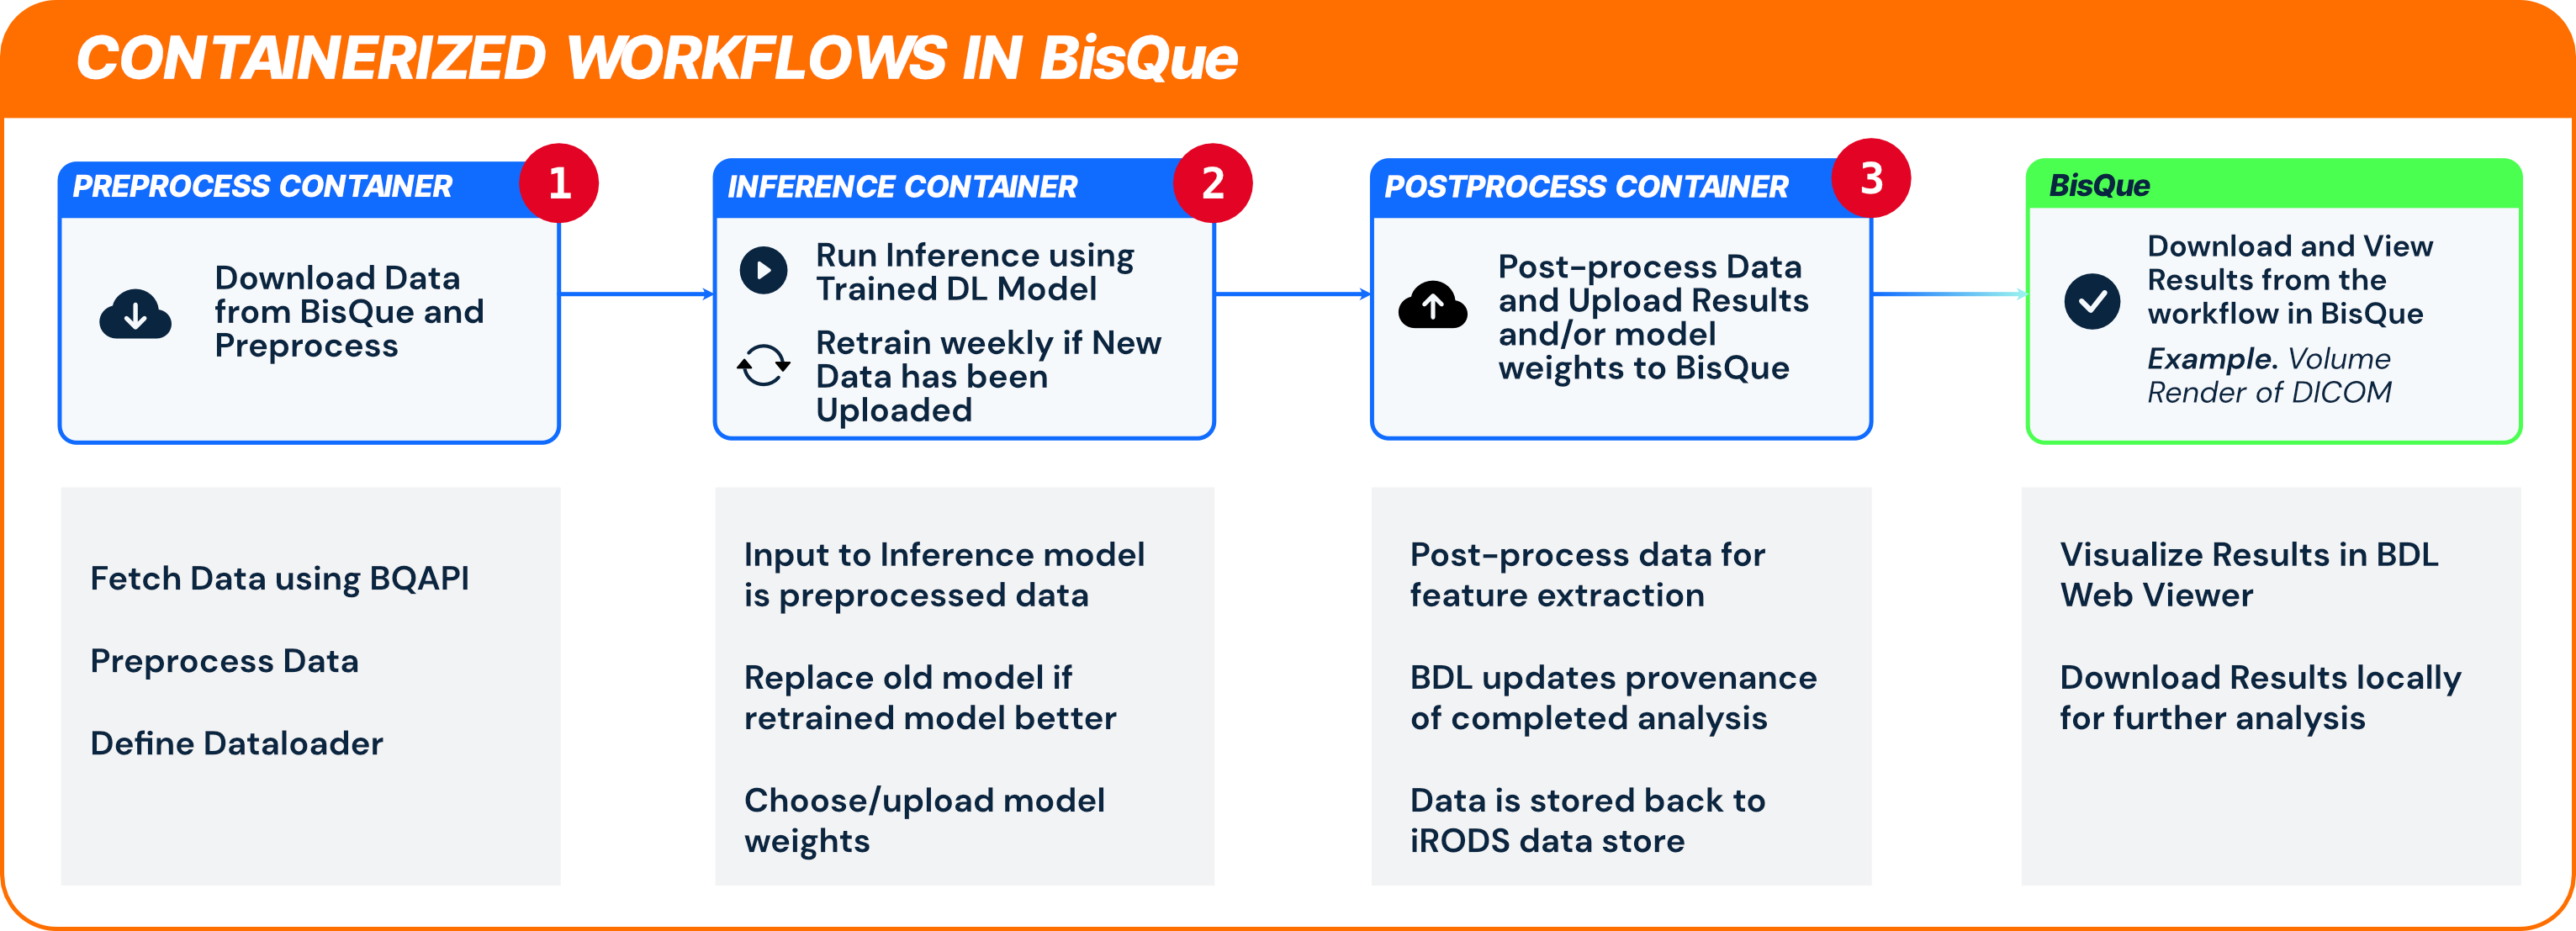 CONTAINERIZED WORKFLOWS IN BisQue
PREPROCESS CONTAINER
1
Download Data
from BisQue and
Preprocess
INFERENCE CONTAINER
2
Run Inference using
Trained DL Model
Retrain weekly if New
Data has been
Uploaded
POSTPROCESS CONTAINER
3
Post-process Data
and Upload Results
and/or model
weights to BisQue
BisQue
Download and View
Results from the
workflow in BisQue
Example. Volume
Render of DICOM
Fetch Data using BQAPI
Preprocess Data
Define Dataloader
Input to Inference model
is preprocessed data
Replace old model if
retrained model better
Choose/upload model
weights
Post-process data for
feature extraction
BDL updates provenance
of completed analysis
Data is stored back to
iRODS data store
Visualize Results in BDL
Web Viewer
Download Results locally
for further analysis